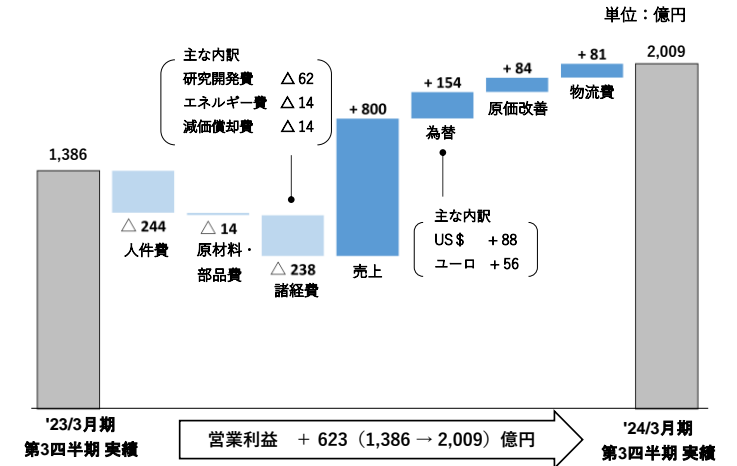 単位：億円
主な内訳
研究開発費 △ 62
エネルギー費 △ 14
減価償却費 △ 14
1,386
△ 244
人件費
△ 14
原材料・
部品費
△ 238
諸経費
+ 800
売上
+ 154
為替
主な内訳
US＄ + 88
ユーロ + 56
+ 84
原価改善
+ 81
物流費
2,009
'23/3月期
第3四半期 実績
営業利益 + 623（1,386 → 2,009）億円
'24/3月期
第3四半期 実績